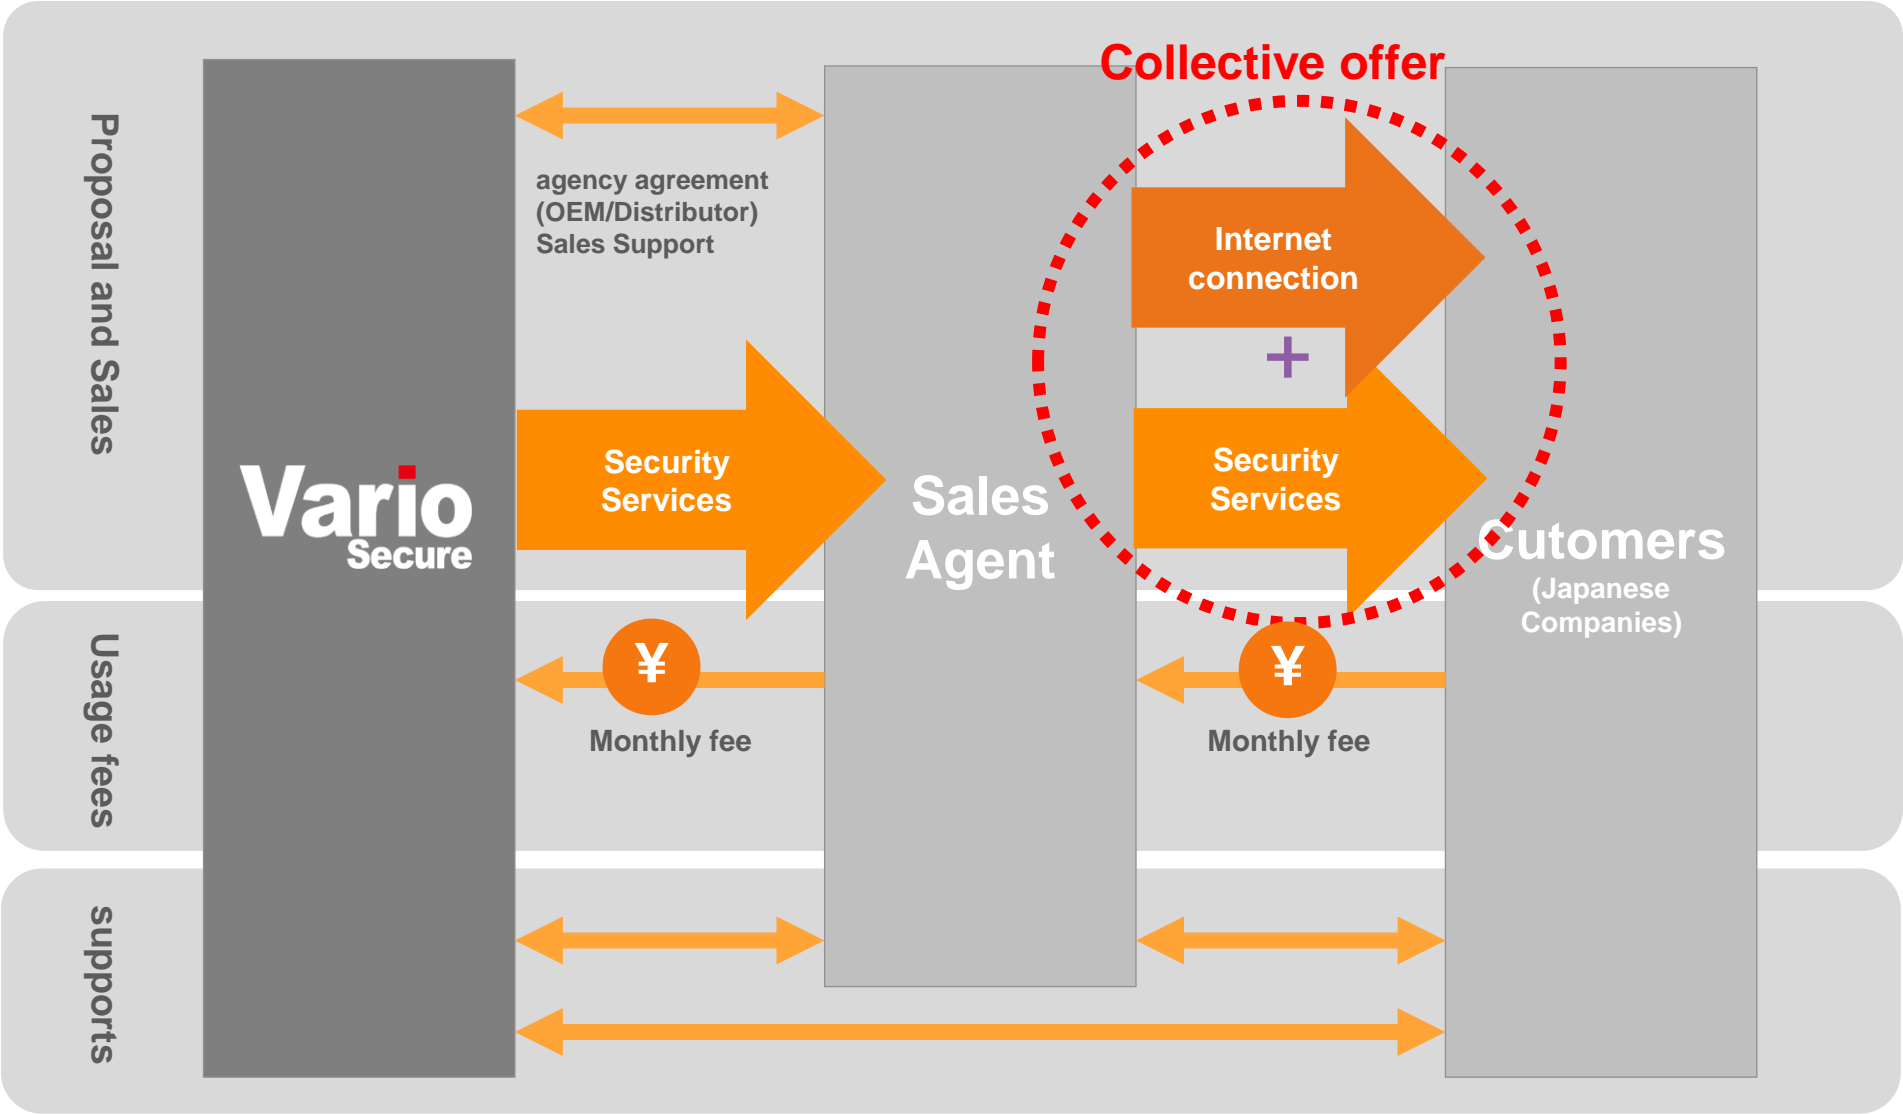 Collective offer
Proposal and Sales
agency agreement
(OEM/Distributor)
Sales Support
Internet
connection
+
Security
Services
Security
Services
Vario
Secure
Sales
Agent
Cutomers
(Japanese
Companies)
Usage fees
¥
Monthly fee
¥
Monthly fee
supports